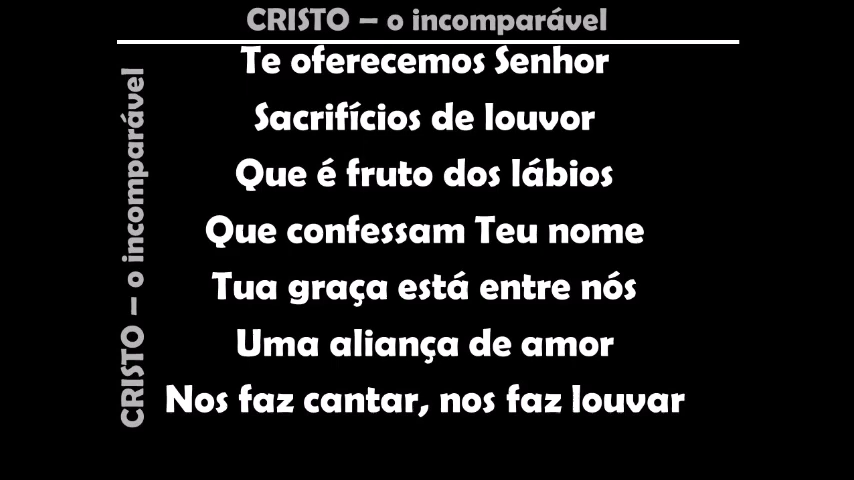 CRISTO – o incomparável
Te oferecemos Senhor
Sacrifícios de louvor
Que é fruto dos lábios
Que confessam Teu nome
Tua graça está entre nós
Uma aliança de amor
Nos faz cantar, nos faz louvar
CRISTO – o incomparável